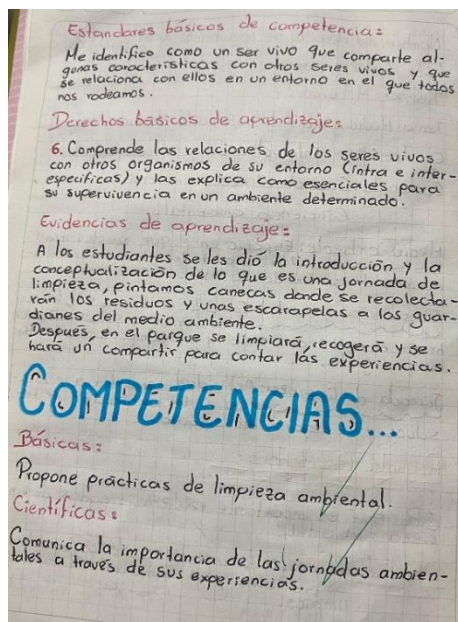 Estandares básicos de competencia:
Me identifico como un ser vivo que comparte al-
gunas características con otros seres vivos y que
se relaciona con ellos en un entorno en el que todos
nos rodeamos.
Derechos básicos de aprendizaje:
6. Comprende las relaciones de los seres vivos
con otros organismos de su entorno (intra e inter-
específicas) y las explica como esenciales para
su supervivencia en un ambiente determinado.
Evidencias de aprendizaje:
A los estudiantes se les dió la introducción y la
conceptualización de lo que es una jornada de
limpieza, pintamos canecas donde se recolecta-
rán los residuos y unas escarapelas a los guar-
dianes del medio ambiente.
Después, en el parque se limpiará, recogerá y se
hará un compartir para contar las experiencias.
COMPETENCIAS...
Básicas:
Propone prácticas de limpieza ambiental.
Científicas:
Comunica la importancia de las jornadas ambien-
tales a través de sus experiencias.